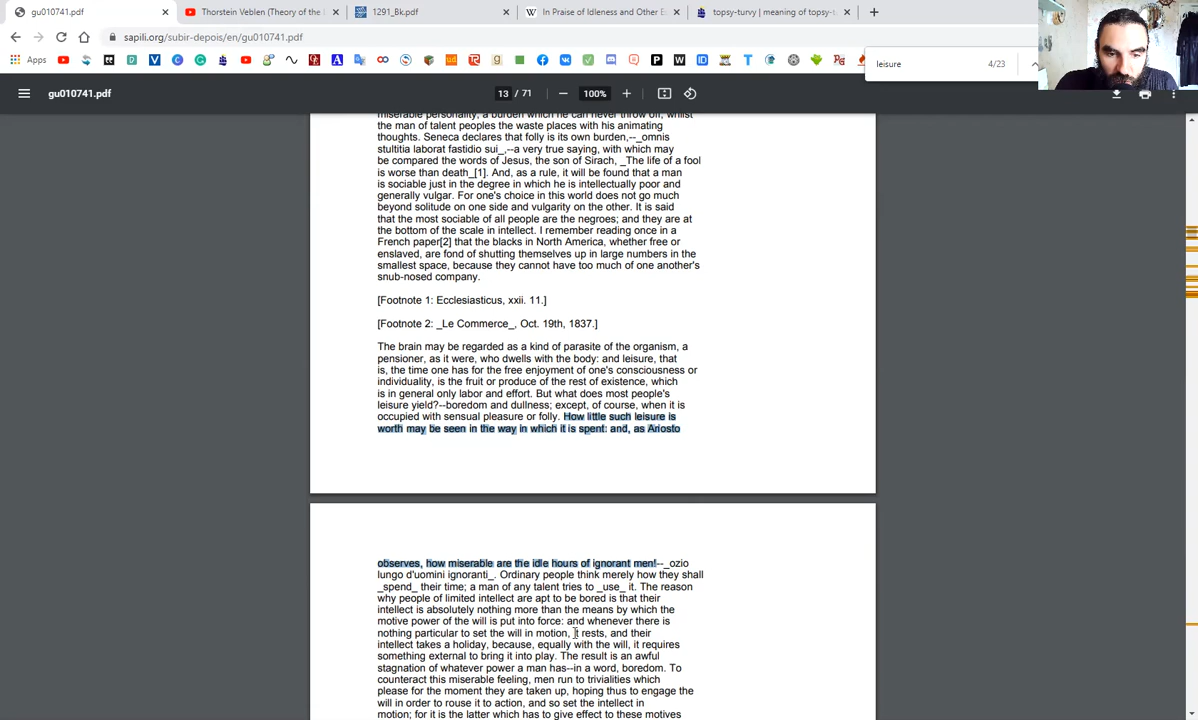 gu010741.pdf
Thorstein Veblen (Theory of the
1291_Bk.pdf
In Praise of Idleness and Other E
topsy-turvy | meaning of topsy-t
sapili.org/subir-depois/en/gu010741.pdf
Apps
leisure
4/23
gu010741.pdf
13 / 71
100%
miserable personality, a burden which he can never throw off, whilst
the man of talent peoples the waste places with his animating
thoughts. Seneca declares that folly is its own burden,--_omnis
stultitia laborat fastidio sui_,--a very true saying, with which may
be compared the words of Jesus, the son of Sirach, _The life of a fool
is worse than death_[1]. And, as a rule, it will be found that a man
is sociable just in the degree in which he is intellectually poor and
generally vulgar. For one's choice in this world does not go much
beyond solitude on one side and vulgarity on the other. It is said
that the most sociable of all people are the negroes; and they are at
the bottom of the scale in intellect. I remember reading once in a
French paper[2] that the blacks in North America, whether free or
enslaved, are fond of shutting themselves up in large numbers in the
smallest space, because they cannot have too much of one another's
snub-nosed company.
[Footnote 1: Ecclesiasticus, xxii. 11.]
[Footnote 2: _Le Commerce_, Oct. 19th, 1837.]
The brain may be regarded as a kind of parasite of the organism, a
pensioner, as it were, who dwells with the body: and leisure, that
is, the time one has for the free enjoyment of one's consciousness or
individuality, is the fruit or produce of the rest of existence, which
is in general only labor and effort. But what does most people's
leisure yield?--boredom and dullness; except, of course, when it is
occupied with sensual pleasure or folly. How little such leisure is
worth may be seen in the way in which it is spent: and, as Ariosto
observes, how miserable are the idle hours of ignorant men!--_ozio
lungo d'uomini ignoranti_. Ordinary people think merely how they shall
_spend_ their time; a man of any talent tries to _use_ it. The reason
why people of limited intellect are apt to be bored is that their
intellect is absolutely nothing more than the means by which the
motive power of the will is put into force: and whenever there is
nothing particular to set the will in motion, it rests, and their
intellect takes a holiday, because, equally with the will, it requires
something external to bring it into play. The result is an awful
stagnation of whatever power a man has--in a word, boredom. To
counteract this miserable feeling, men run to trivialities which
please for the moment they are taken up, hoping thus to engage the
will in order to rouse it to action, and so set the intellect in
motion; for it is the latter which has to give effect to these motives